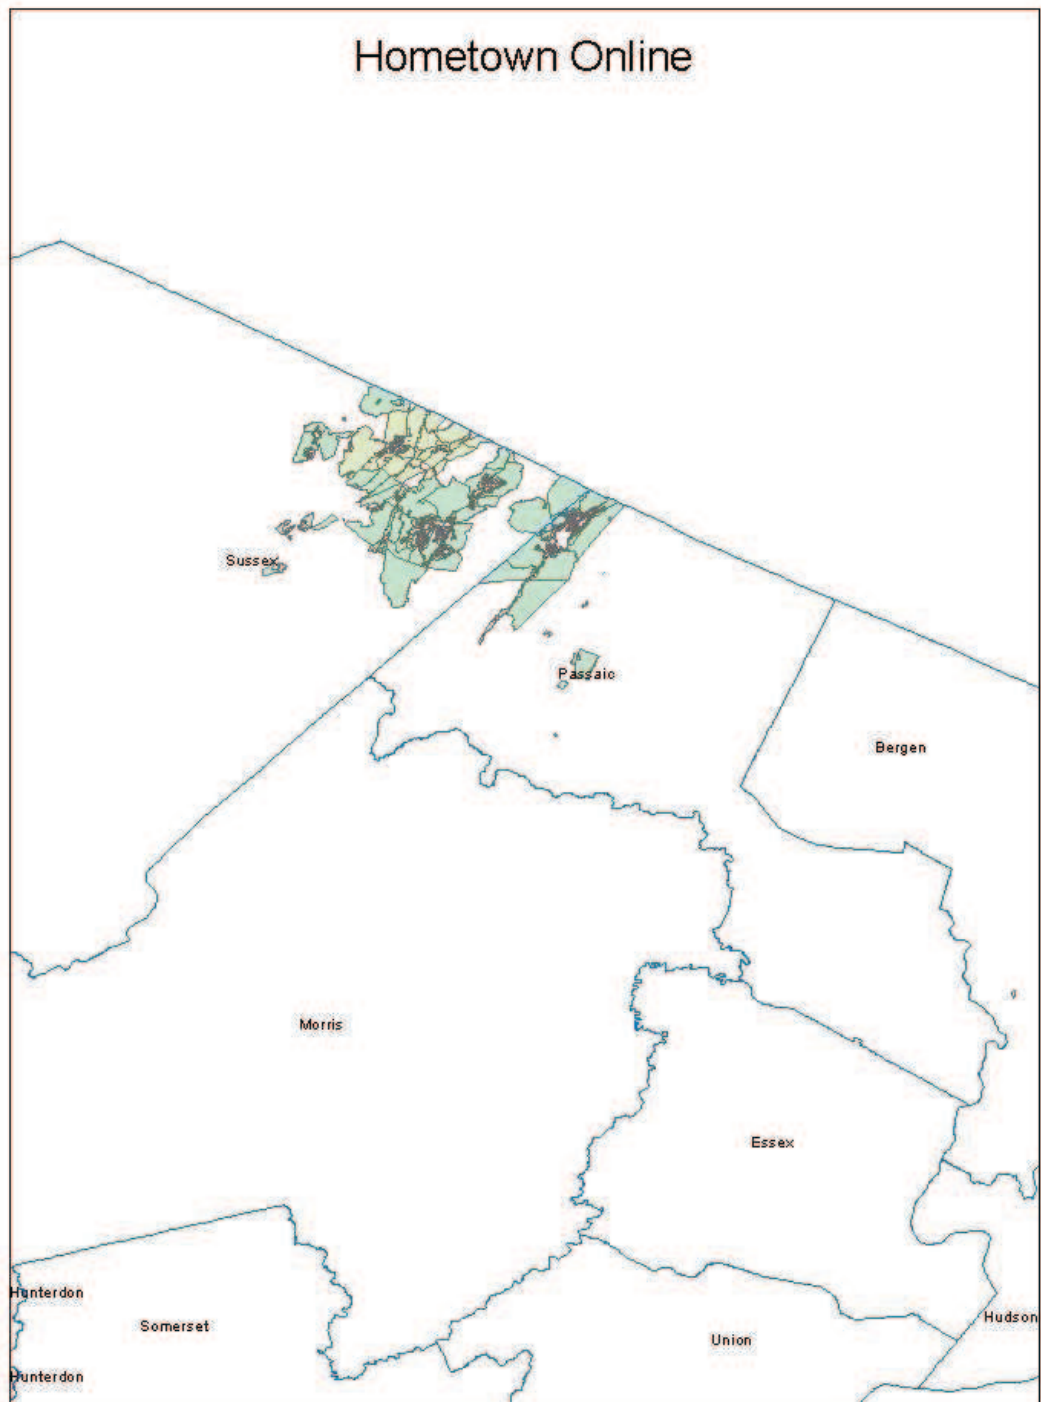 Hometown Online
Sussex
Passaic
Bergen
Morris
Essex
Hunterdon
Somerset
Hudson
Union
Hunterdon